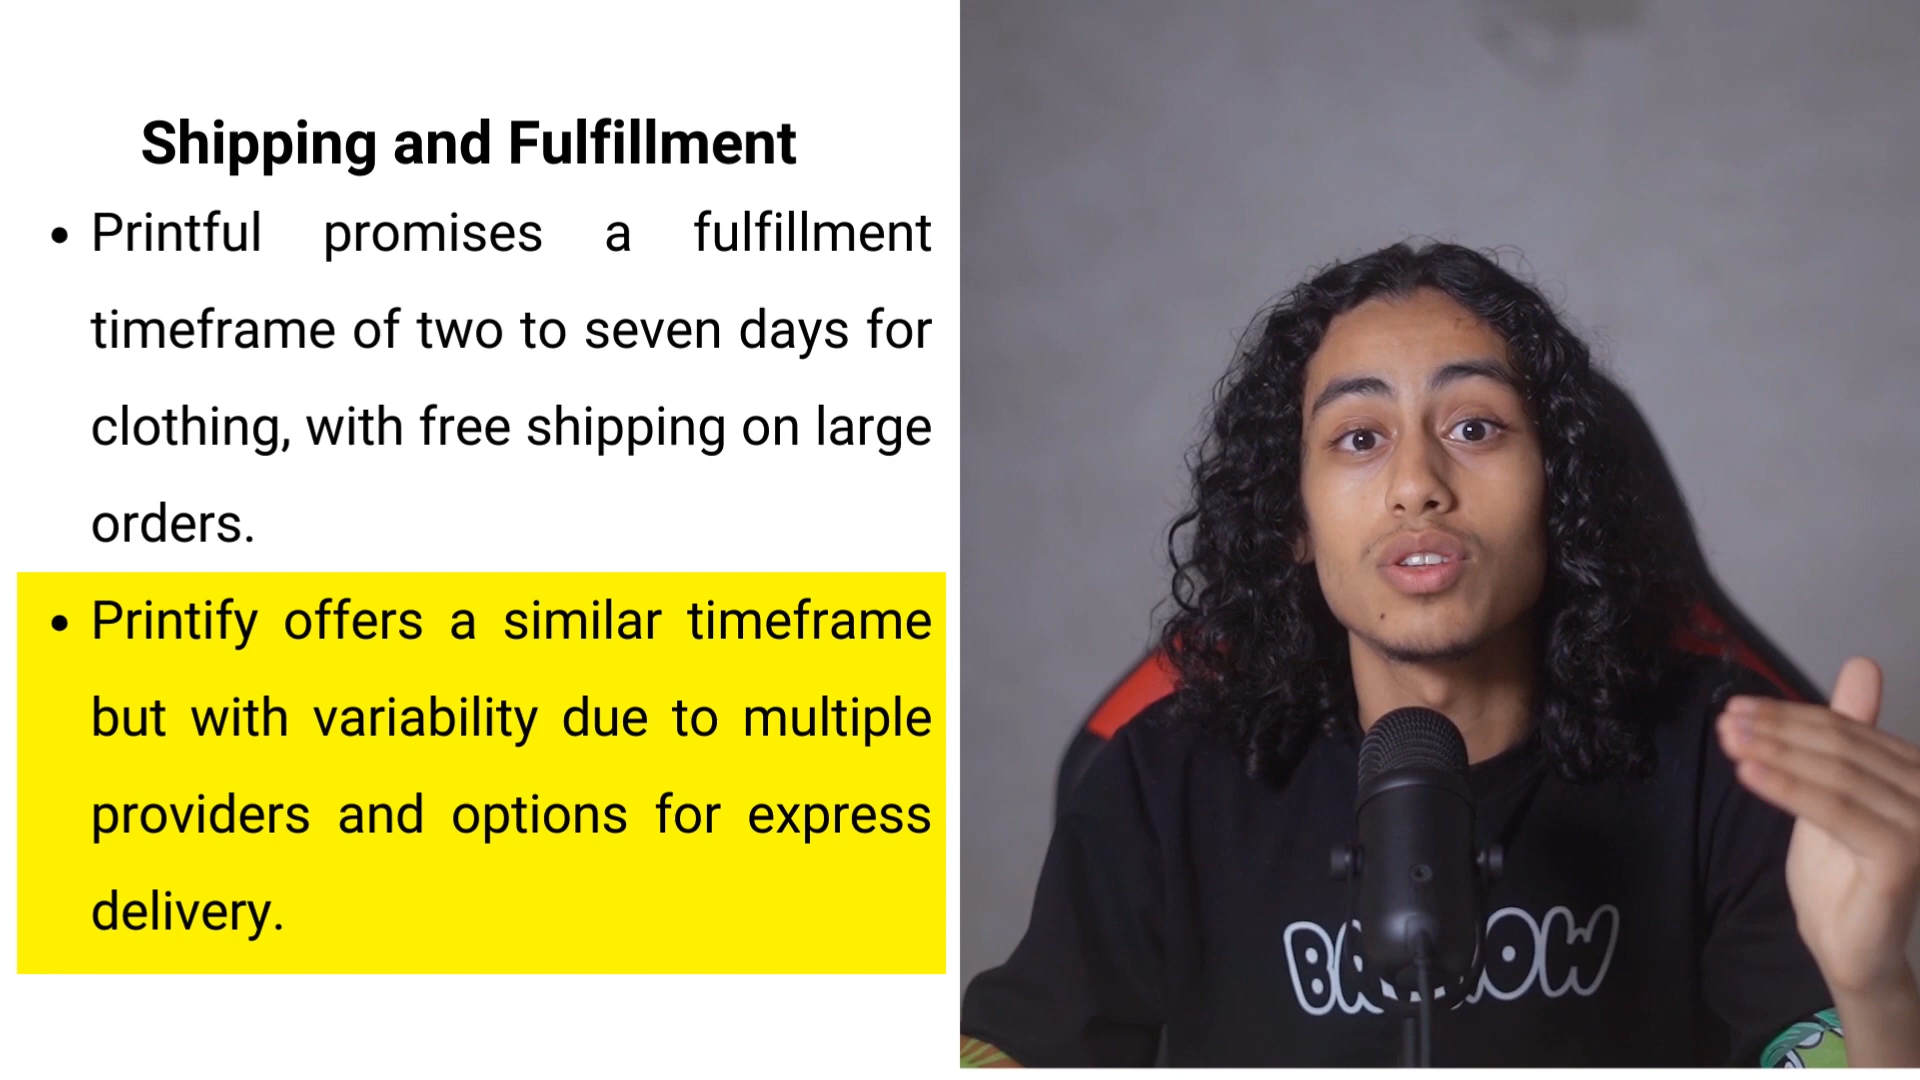 Shipping and Fulfillment
• Printful promises a fulfillment
timeframe of two to seven days for
clothing, with free shipping on large
orders.
• Printify offers a similar timeframe
but with variability due to multiple
providers and options for express
delivery.